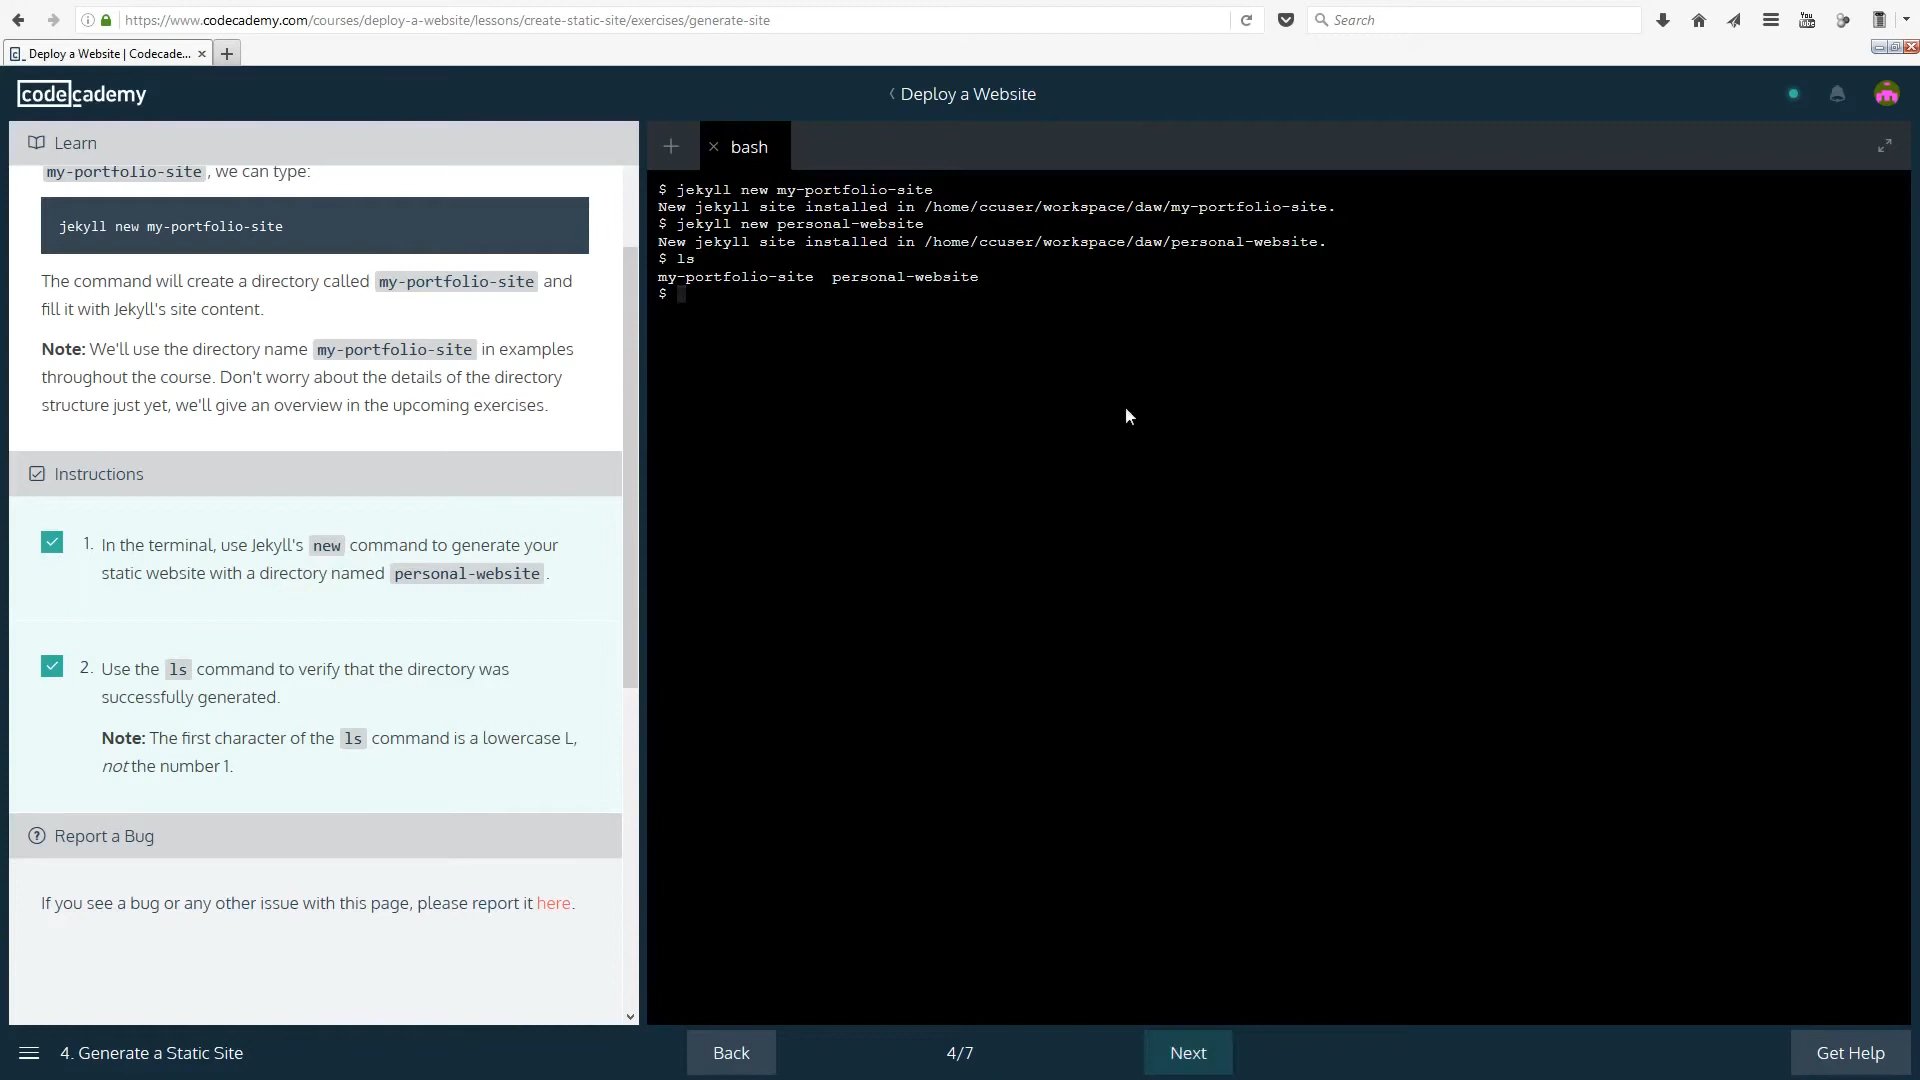 https://www.codecademy.com/courses/deploy-a-website/lessons/create-static-site/exercises/generate-site
Search
You
Tube
Deploy a Website | Codecade...
codecademy
Deploy a Website
Learn
bash
my-portfolio-site, we can type:
jekyll new my-portfolio-site
The command will create a directory called my-portfolio-site and
fill it with Jekyll's site content.
Note: We'll use the directory name my-portfolio-site in examples
throughout the course. Don't worry about the details of the directory
structure just yet, we'll give an overview in the upcoming exercises.
Instructions
1. In the terminal, use Jekyll's new command to generate your
static website with a directory named personal-website.
2. Use the ls command to verify that the directory was
successfully generated.
Note: The first character of the ls command is a lowercase L,
not the number 1.
Report a Bug
If you see a bug or any other issue with this page, please report it here.
$ jekyll new my-portfolio-site
New jekyll site installed in /home/ccuser/workspace/daw/my-portfolio-site.
$ jekyll new personal-website
New jekyll site installed in /home/ccuser/workspace/daw/personal-website.
$ ls
my-portfolio-site  personal-website
$
4. Generate a Static Site
Back
4/7
Next
Get Help